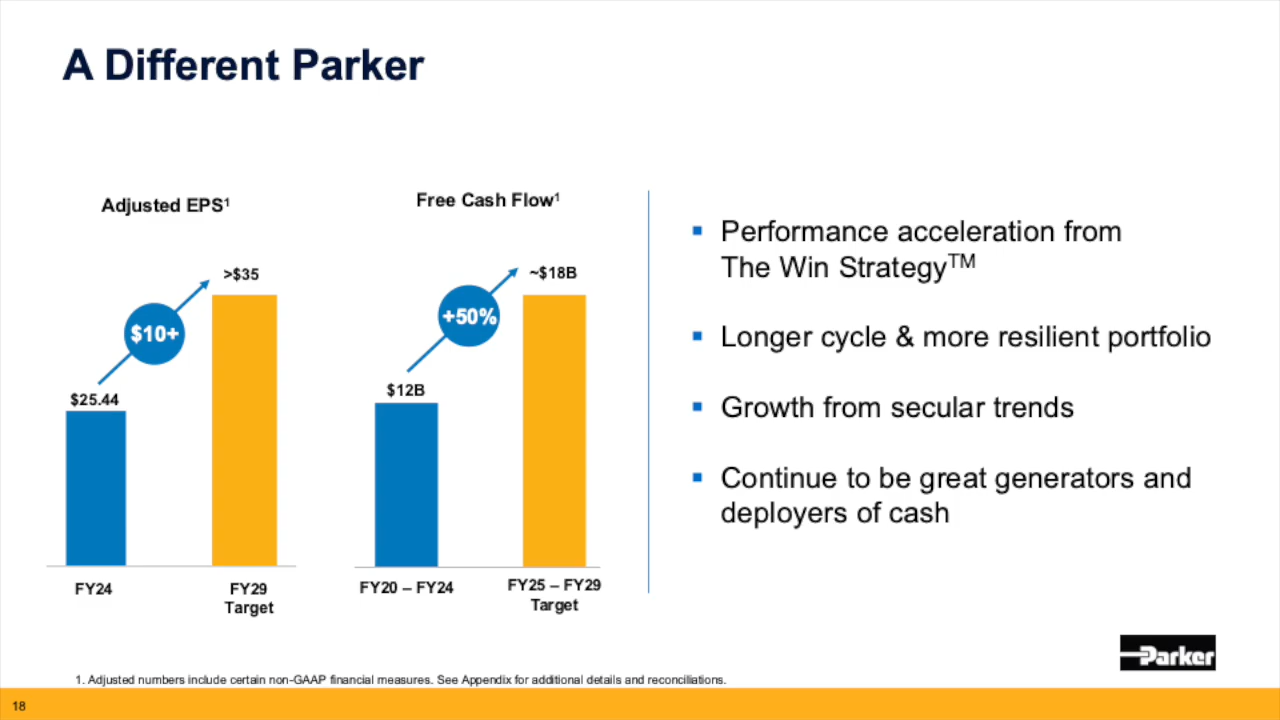 A Different Parker
Adjusted EPS¹
>$35
$10+
$25.44
FY24
FY29
Target
Free Cash Flow¹
~$18B
+50%
$12B
FY20 – FY24
FY25 – FY29
Target
▪ Performance acceleration from
The Win Strategy™
▪ Longer cycle & more resilient portfolio
▪ Growth from secular trends
▪ Continue to be great generators and
deployers of cash
Parker
1. Adjusted numbers include certain non-GAAP financial measures. See Appendix for additional details and reconciliations.
18